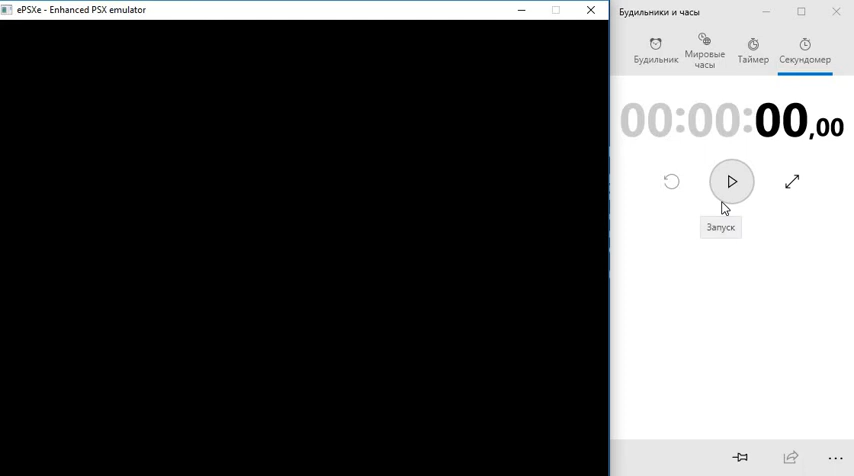 ePSXe - Enhanced PSX emulator
Будильники и часы
Будильник
Мировые
часы
Таймер
Секундомер
00:00:00,00
Запуск